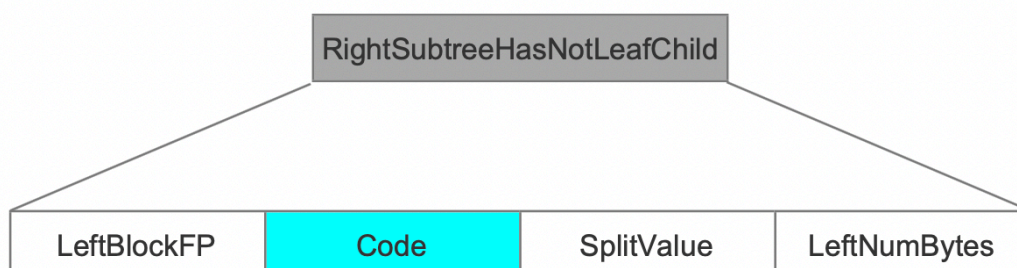 RightSubtreeHasNotLeafChild
LeftBlockFP Code SplitValue LeftNumBytes